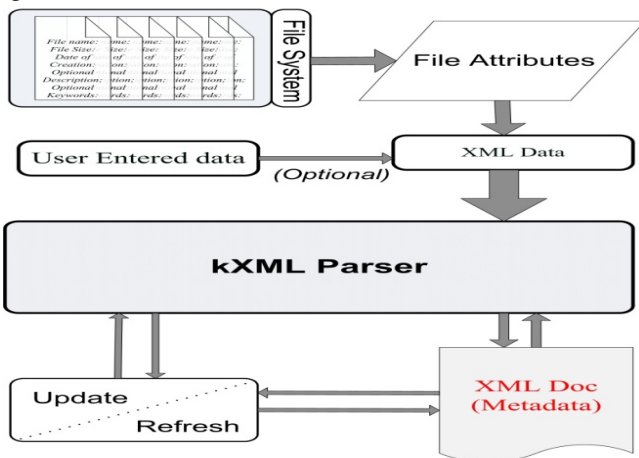 File name:
File Size:
Date of
Creation:
Optional
Description:
Optional
Keywords:
File System
File Attributes
User Entered data
(Optional)
XML Data
kXML Parser
Update
Refresh
XML Doc
(Metadata)